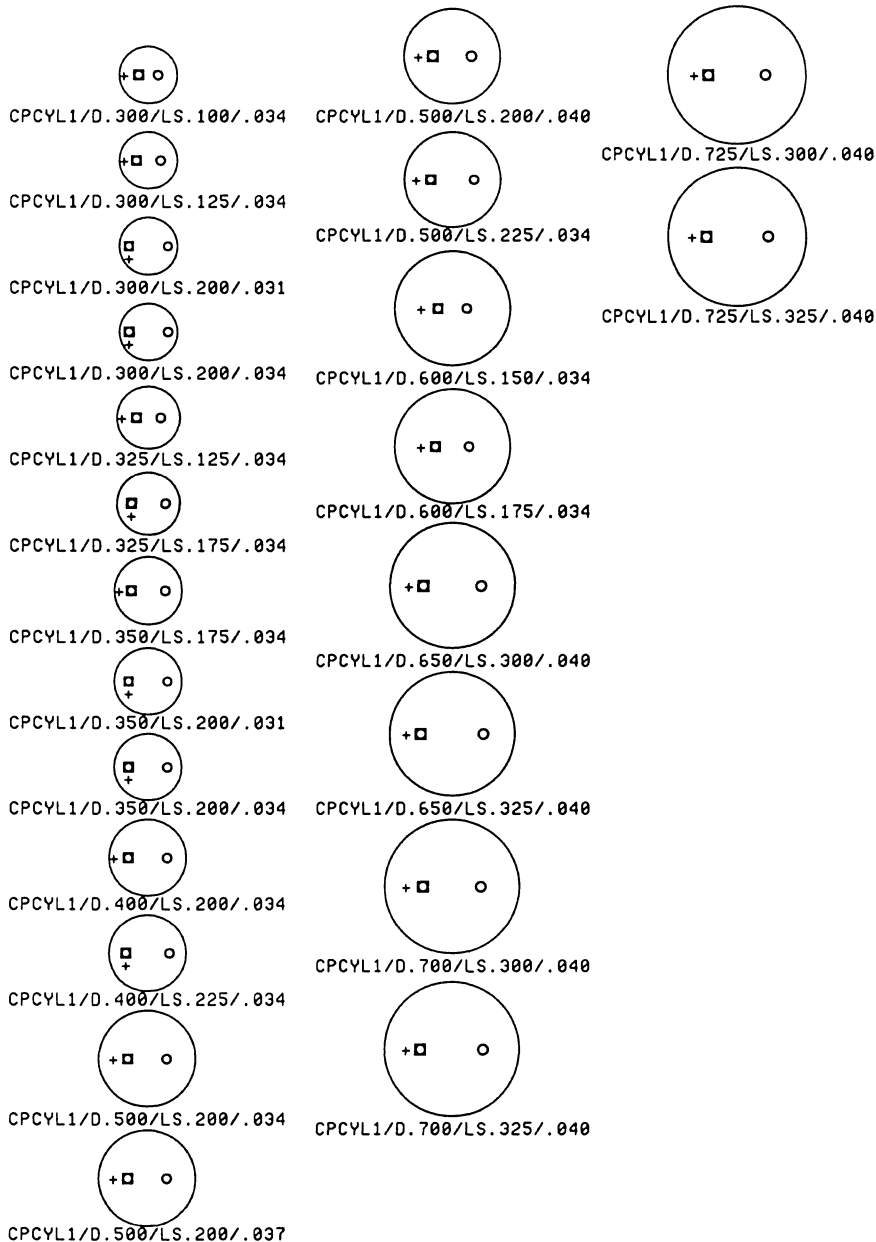 +
CPCYL1/D.300/LS.100/.034
+
CPCYL1/D.300/LS.125/.034
+
CPCYL1/D.300/LS.200/.031
+
CPCYL1/D.300/LS.200/.034
+
CPCYL1/D.325/LS.125/.034
+
CPCYL1/D.325/LS.175/.034
+
CPCYL1/D.350/LS.175/.034
+
CPCYL1/D.350/LS.200/.031
+
CPCYL1/D.350/LS.200/.034
+
CPCYL1/D.400/LS.200/.034
+
CPCYL1/D.400/LS.225/.034
+
CPCYL1/D.500/LS.200/.034
+
CPCYL1/D.500/LS.200/.037
+
CPCYL1/D.500/LS.200/.040
+
CPCYL1/D.500/LS.225/.034
+
CPCYL1/D.600/LS.150/.034
+
CPCYL1/D.600/LS.175/.034
+
CPCYL1/D.650/LS.300/.040
+
CPCYL1/D.650/LS.325/.040
+
CPCYL1/D.700/LS.300/.040
+
CPCYL1/D.700/LS.325/.040
+
CPCYL1/D.725/LS.300/.040
+
CPCYL1/D.725/LS.325/.040